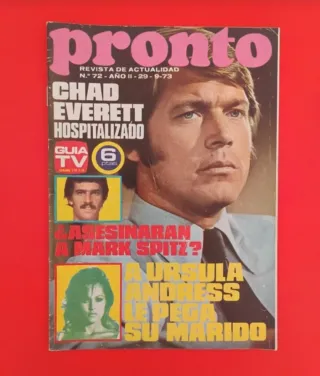 pronto
REVISTA DE ACTUALIDAD
N.º 72 - AÑO II - 29-9-73
CHAD
EVERETT
HOSPITALIZADO
GUIA
TV
6
¿ASESINARAN
A MARK SPITZ?
A URSULA
ANDRESS
LE PEGA
SU MARIDO